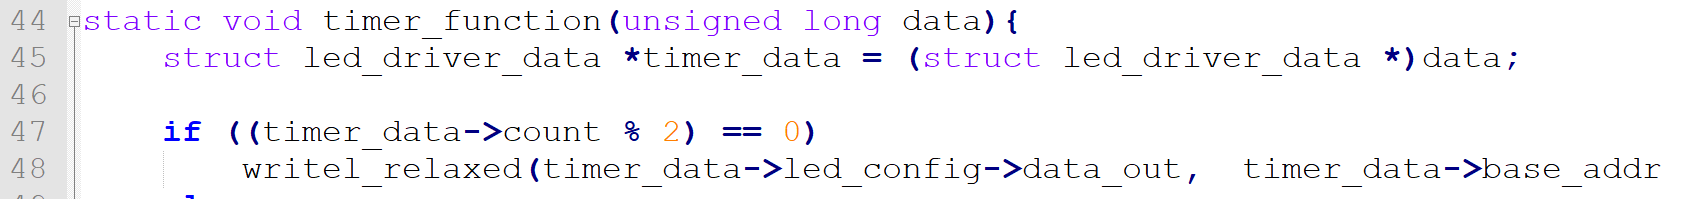 44 static void timer_function(unsigned long data){
45 struct led_driver_data *timer_data = (struct led_driver_data *)data;
46
47 if ((timer_data->count % 2) == 0)
48 writel_relaxed(timer_data->led_config->data_out, timer_data->base_addr